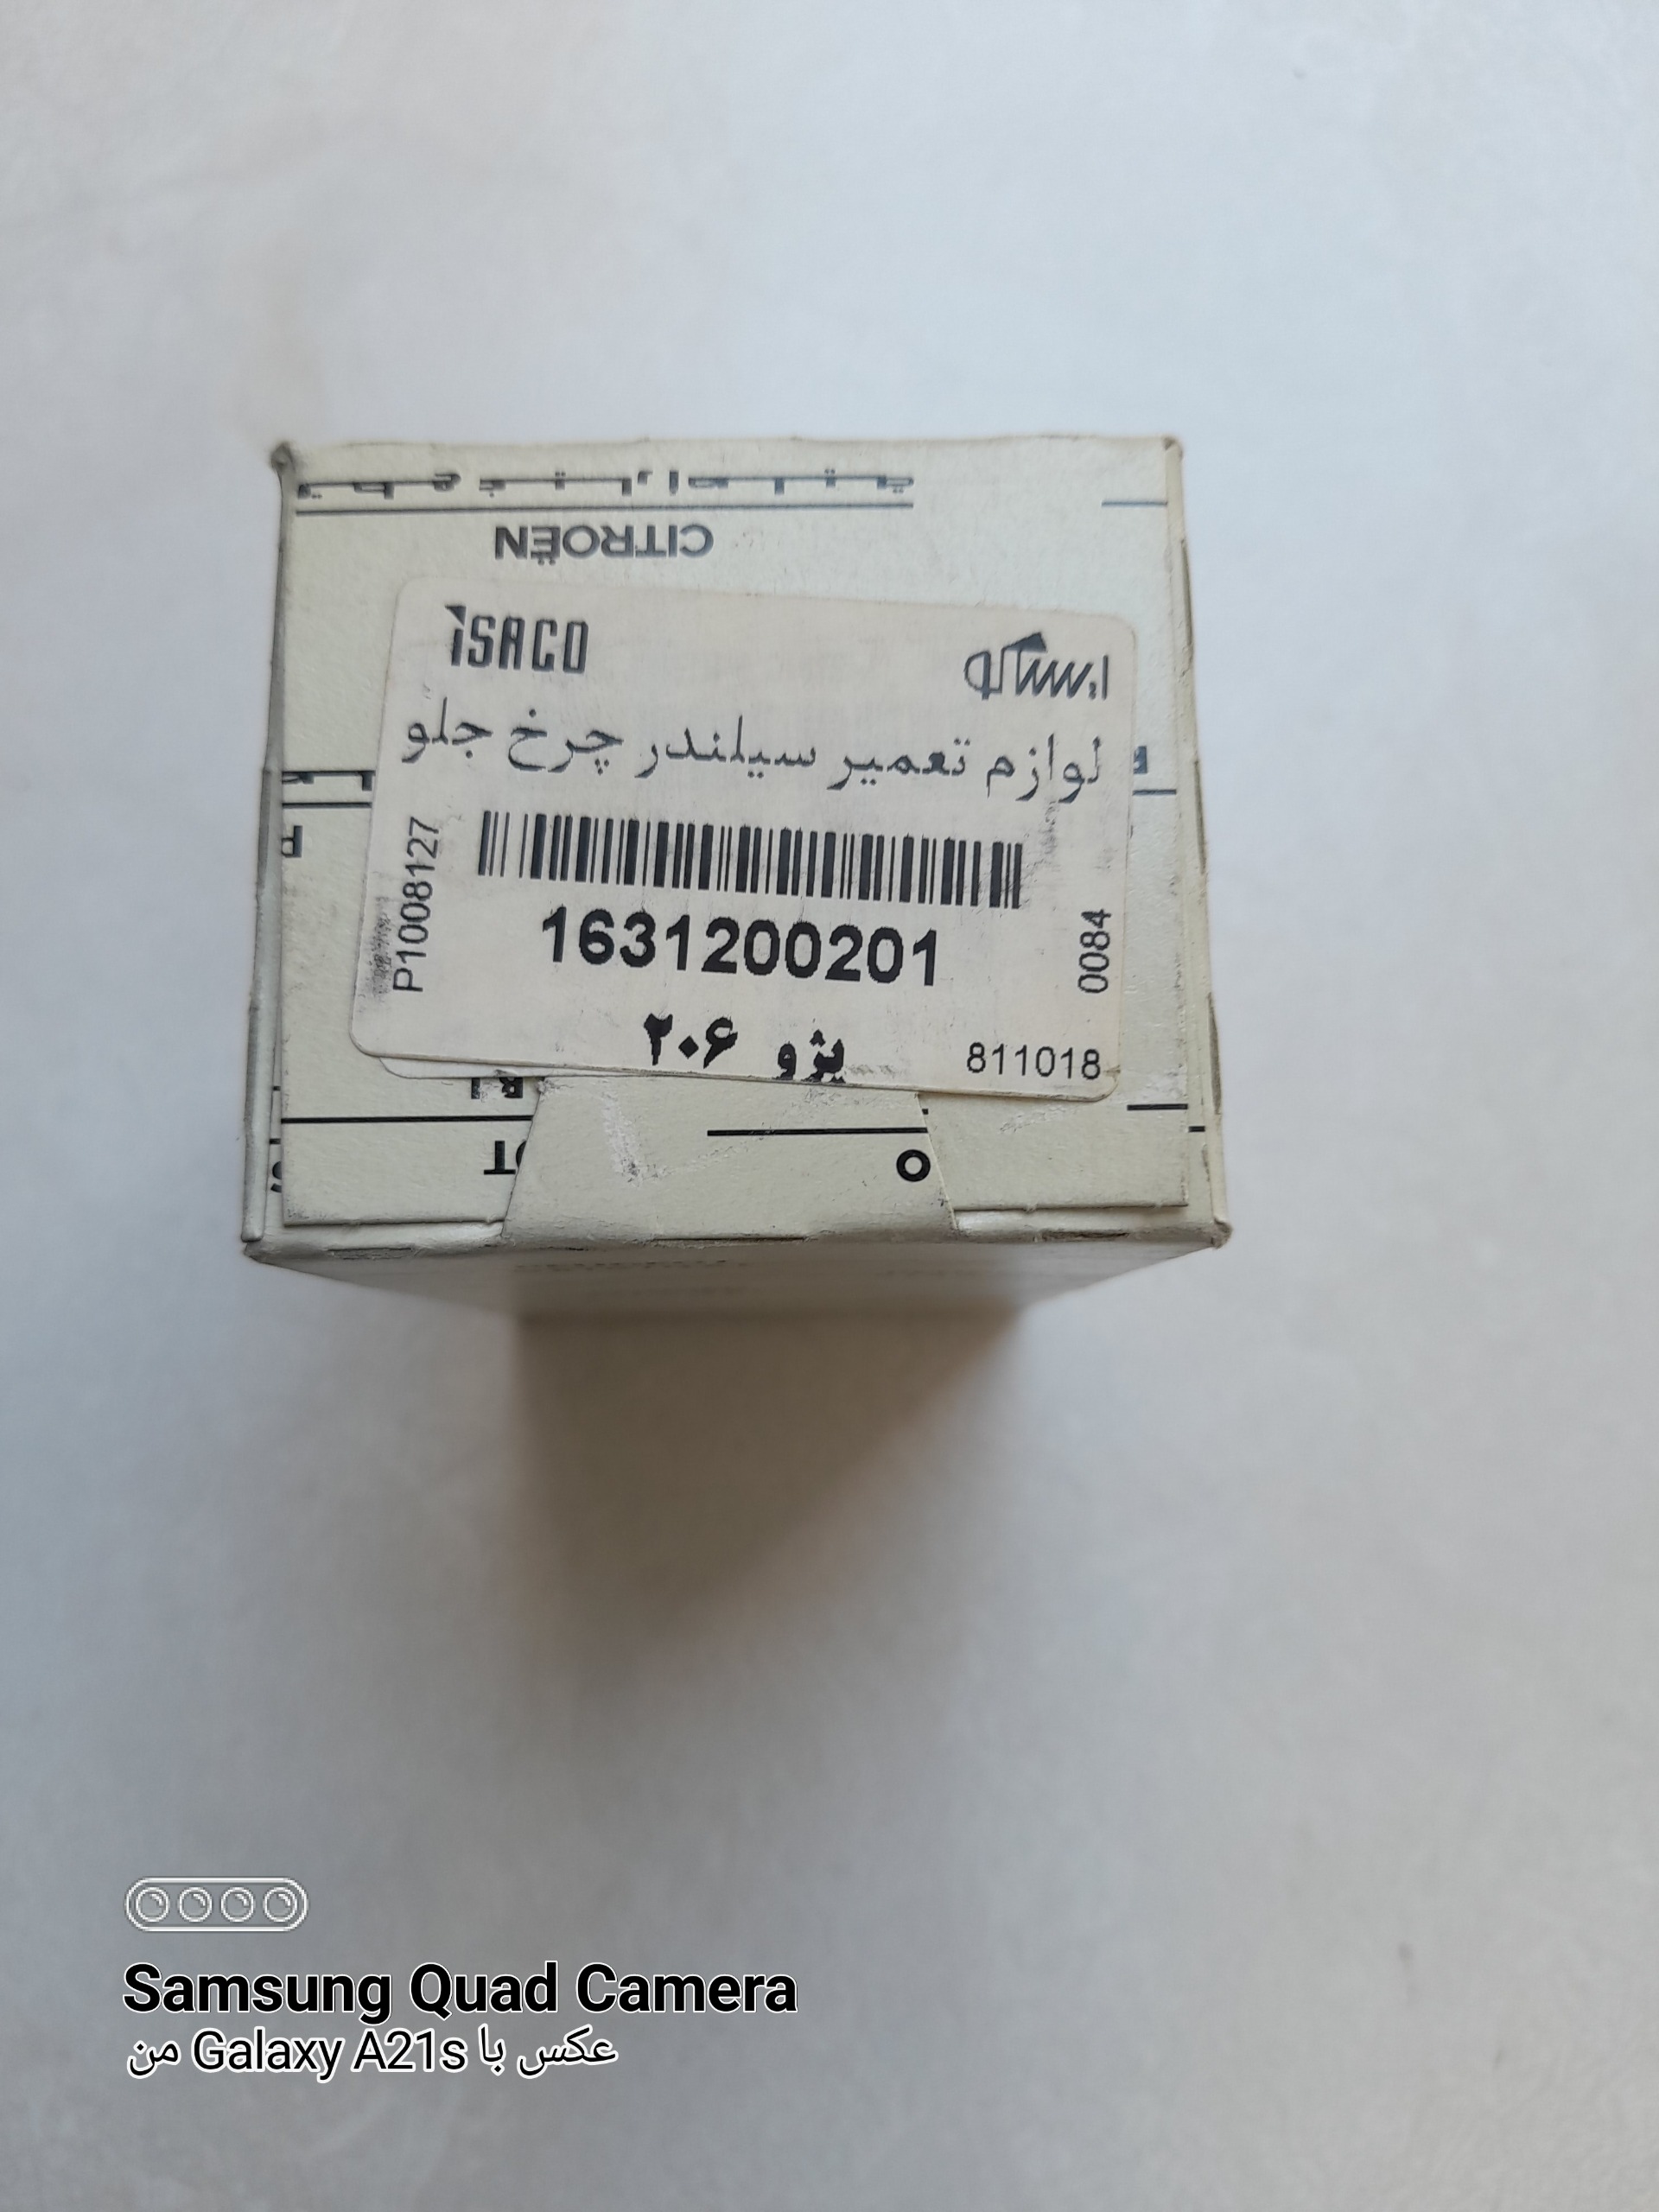 CITROËN
iSACO
ایساکو
لوازم تعمیر سیلندر چرخ جلو
P1008127
1631200201
0084
پژو ۲۰۶
811018
Samsung Quad Camera
عکس با Galaxy A21s من